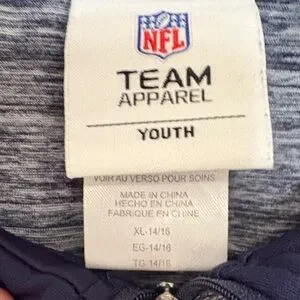 NFL
TEAM
APPAREL
YOUTH
VOIR AU VERSO POUR SOINS
MADE IN CHINA
HECHO EN CHINA
FABRIQUE EN CHINE
XL-14/16
EG-14/16
TG-14/16